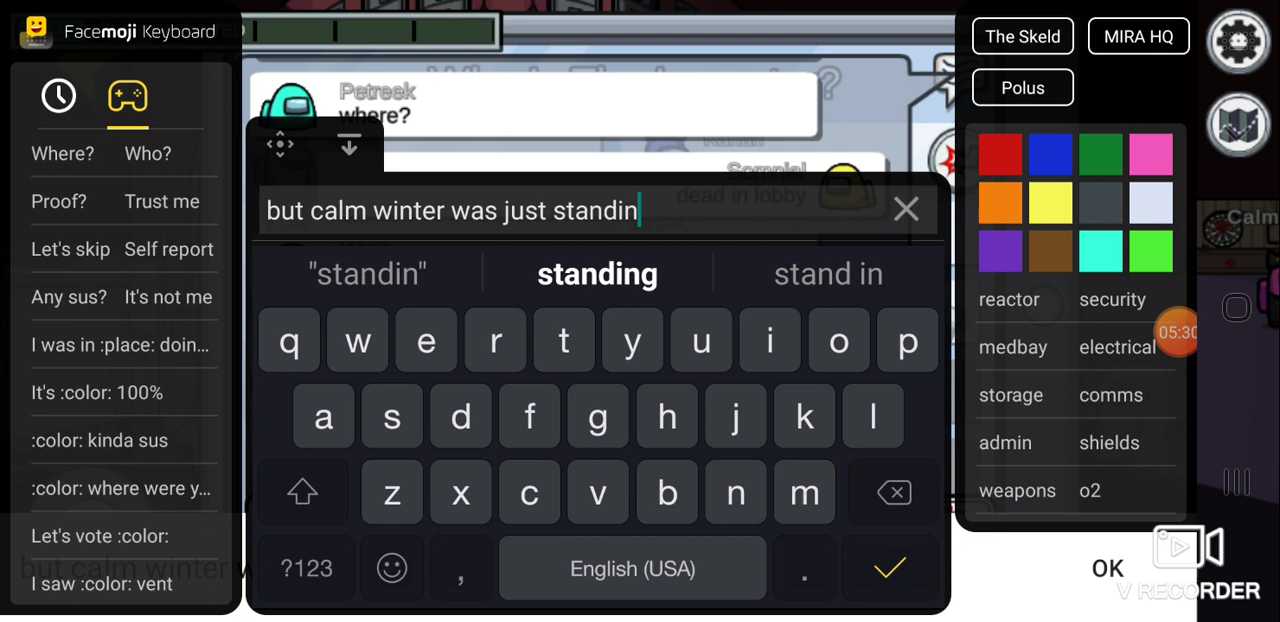 Facemoji Keyboard
Where? Who?
Proof? Trust me
Let's skip Self report
Any sus? It's not me
I was in :place: doin...
It's :color: 100%
:color: kinda sus
:color: where were y...
Let's vote :color:
I saw :color: vent
Petreek
where?
dead in lobby
but calm winter was just standin
"standin" standing stand in
q w e r t y u i o p
a s d f g h j k l
z x c v b n m
?123 , English (USA) .
but calm winter
The Skeld MIRA HQ
Polus
reactor security
medbay electrical
storage comms
admin shields
weapons o2
05:30
Calm
OK
V RECORDER